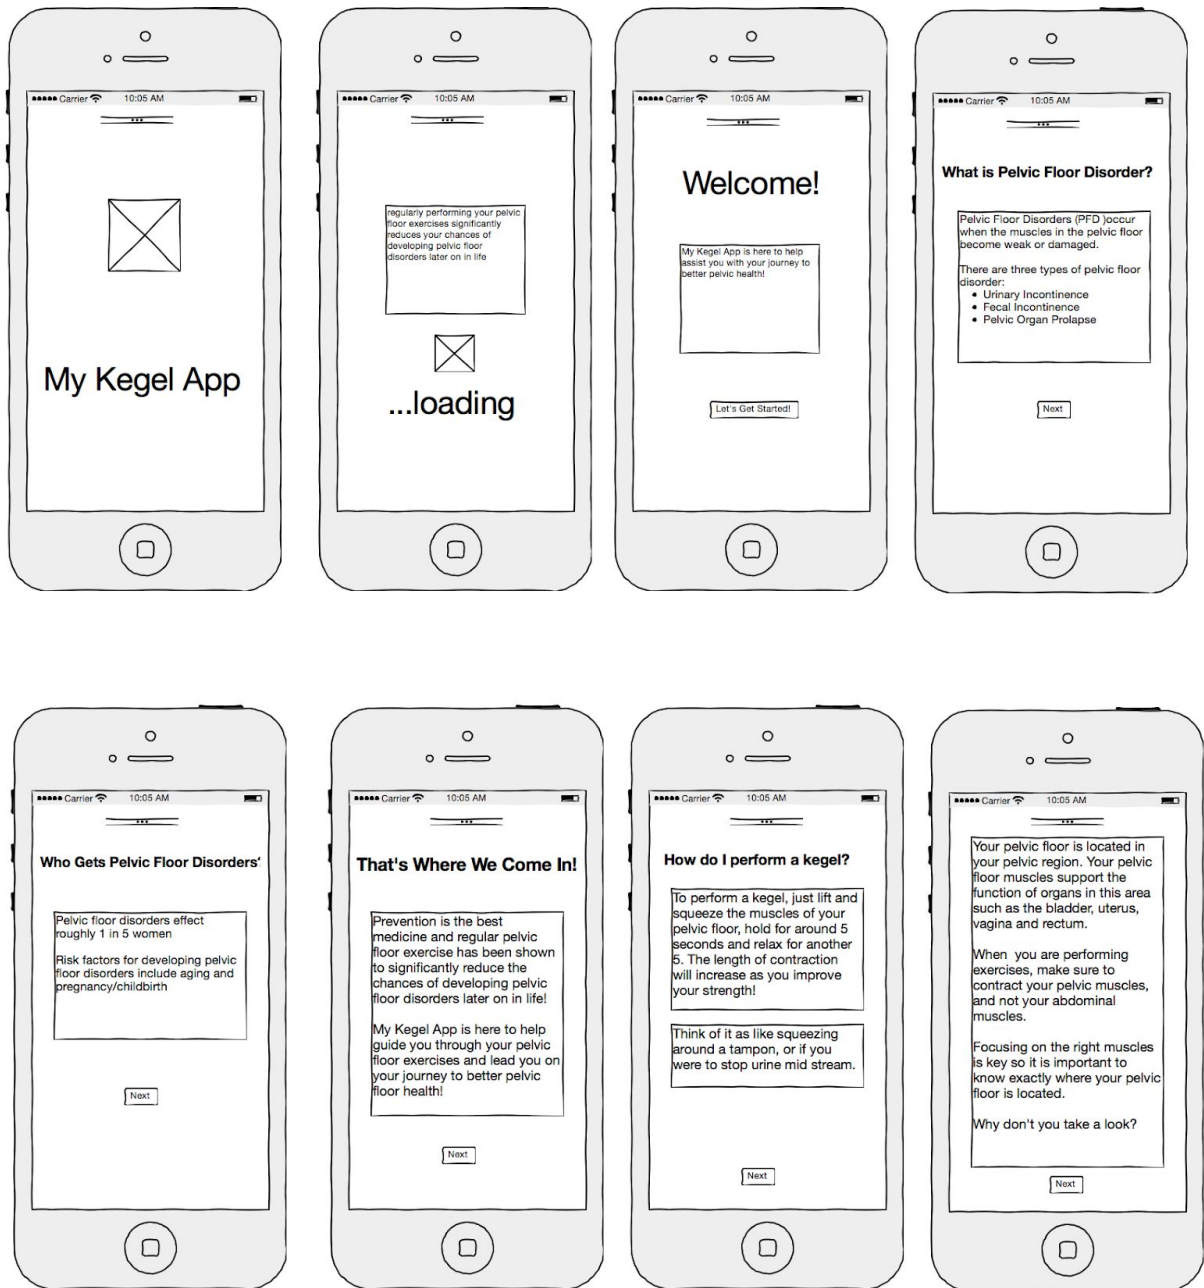 Carrier 10:05 AM
My Kegel App
Carrier 10:05 AM
regularly performing your pelvic
floor exercises significantly
reduces your chances of
developing pelvic floor
disorders later on in life
...loading
Carrier 10:05 AM
Welcome!
My Kegel App is here to help
assist you with your journey to
better pelvic health!
Let's Get Started!
Carrier 10:05 AM
What is Pelvic Floor Disorder?
Pelvic Floor Disorders (PFD )occur
when the muscles in the pelvic floor
become weak or damaged.
There are three types of pelvic floor
disorder:
• Urinary Incontinence
• Fecal Incontinence
• Pelvic Organ Prolapse
Next
Carrier 10:05 AM
Who Gets Pelvic Floor Disorders'
Pelvic floor disorders effect
roughly 1 in 5 women
Risk factors for developing pelvic
floor disorders include aging and
pregnancy/childbirth
Next
Carrier 10:05 AM
That's Where We Come In!
Prevention is the best
medicine and regular pelvic
floor exercise has been shown
to significantly reduce the
chances of developing pelvic
floor disorders later on in life!
My Kegel App is here to help
guide you through your pelvic
floor exercises and lead you on
your journey to better pelvic
floor health!
Next
Carrier 10:05 AM
How do I perform a kegel?
To perform a kegel, just lift and
squeeze the muscles of your
pelvic floor, hold for around 5
seconds and relax for another
5. The length of contraction
will increase as you improve
your strength!
Think of it as like squeezing
around a tampon, or if you
were to stop urine mid stream.
Next
Carrier 10:05 AM
Your pelvic floor is located in
your pelvic region. Your pelvic
floor muscles support the
function of organs in this area
such as the bladder, uterus,
vagina and rectum.
When you are performing
exercises, make sure to
contract your pelvic muscles,
and not your abdominal
muscles.
Focusing on the right muscles
is key so it is important to
know exactly where your pelvic
floor is located.
Why don't you take a look?
Next